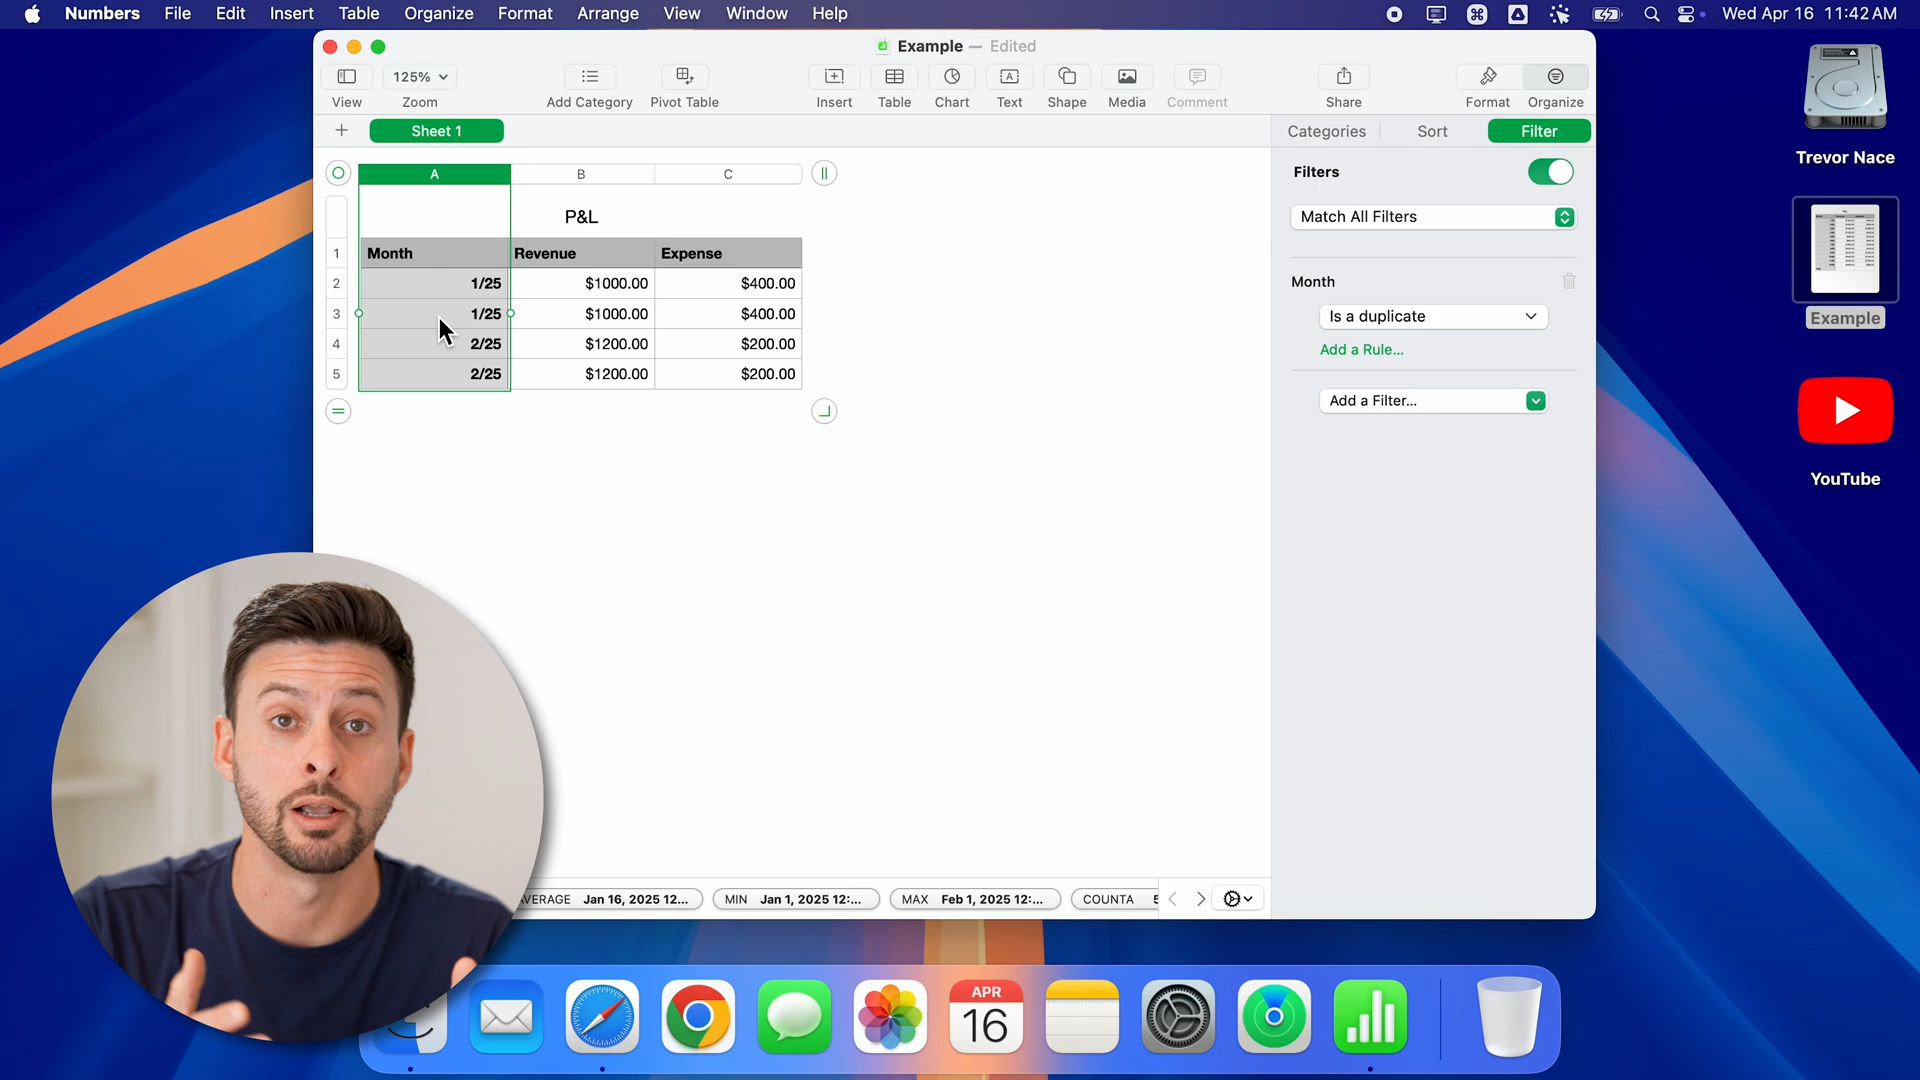 Numbers File Edit Insert Table Organize Format Arrange View Window Help
Wed Apr 16 11:42 AM
Example — Edited
125%
View Zoom Add Category Pivot Table Insert Table Chart Text Shape Media Comment Share Format Organize
Sheet 1
Categories Sort Filter
Filters
Match All Filters
Month
Is a duplicate
Add a Rule...
Add a Filter...
A B C
P&L
1 Month Revenue Expense
2 1/25 $1000.00 $400.00
3 1/25 $1000.00 $400.00
4 2/25 $1200.00 $200.00
5 2/25 $1200.00 $200.00
VERAGE Jan 16, 2025 12... MIN Jan 1, 2025 12:... MAX Feb 1, 2025 12:... COUNTA
Trevor Nace
Example
YouTube
APR
16